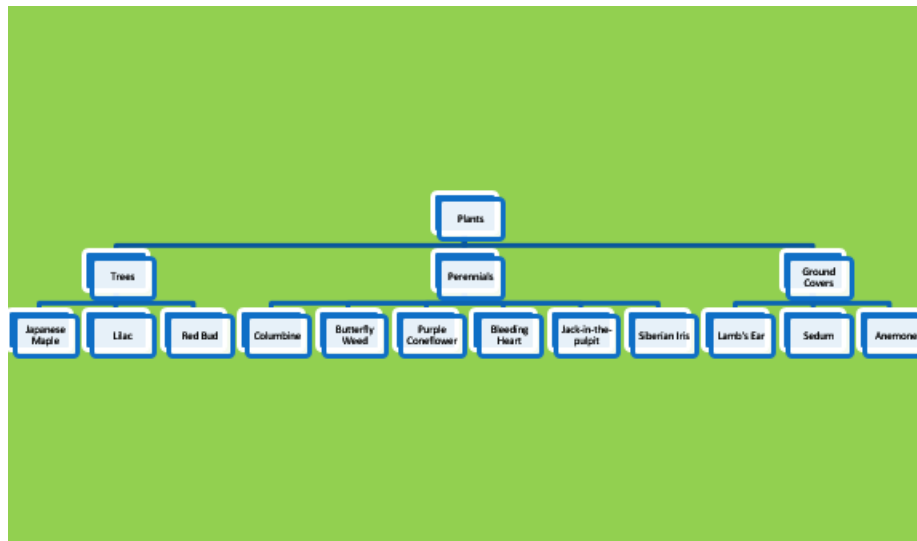 Plants
Trees
Perennials
Ground
Covers
Japanese
Maple
Lilac
Red Bud
Columbine
Butterfly
Weed
Purple
Coneflower
Bleeding
Heart
Jack-in-the-
pulpit
Siberian Iris
Lamb's Ear
Sedum
Anemone